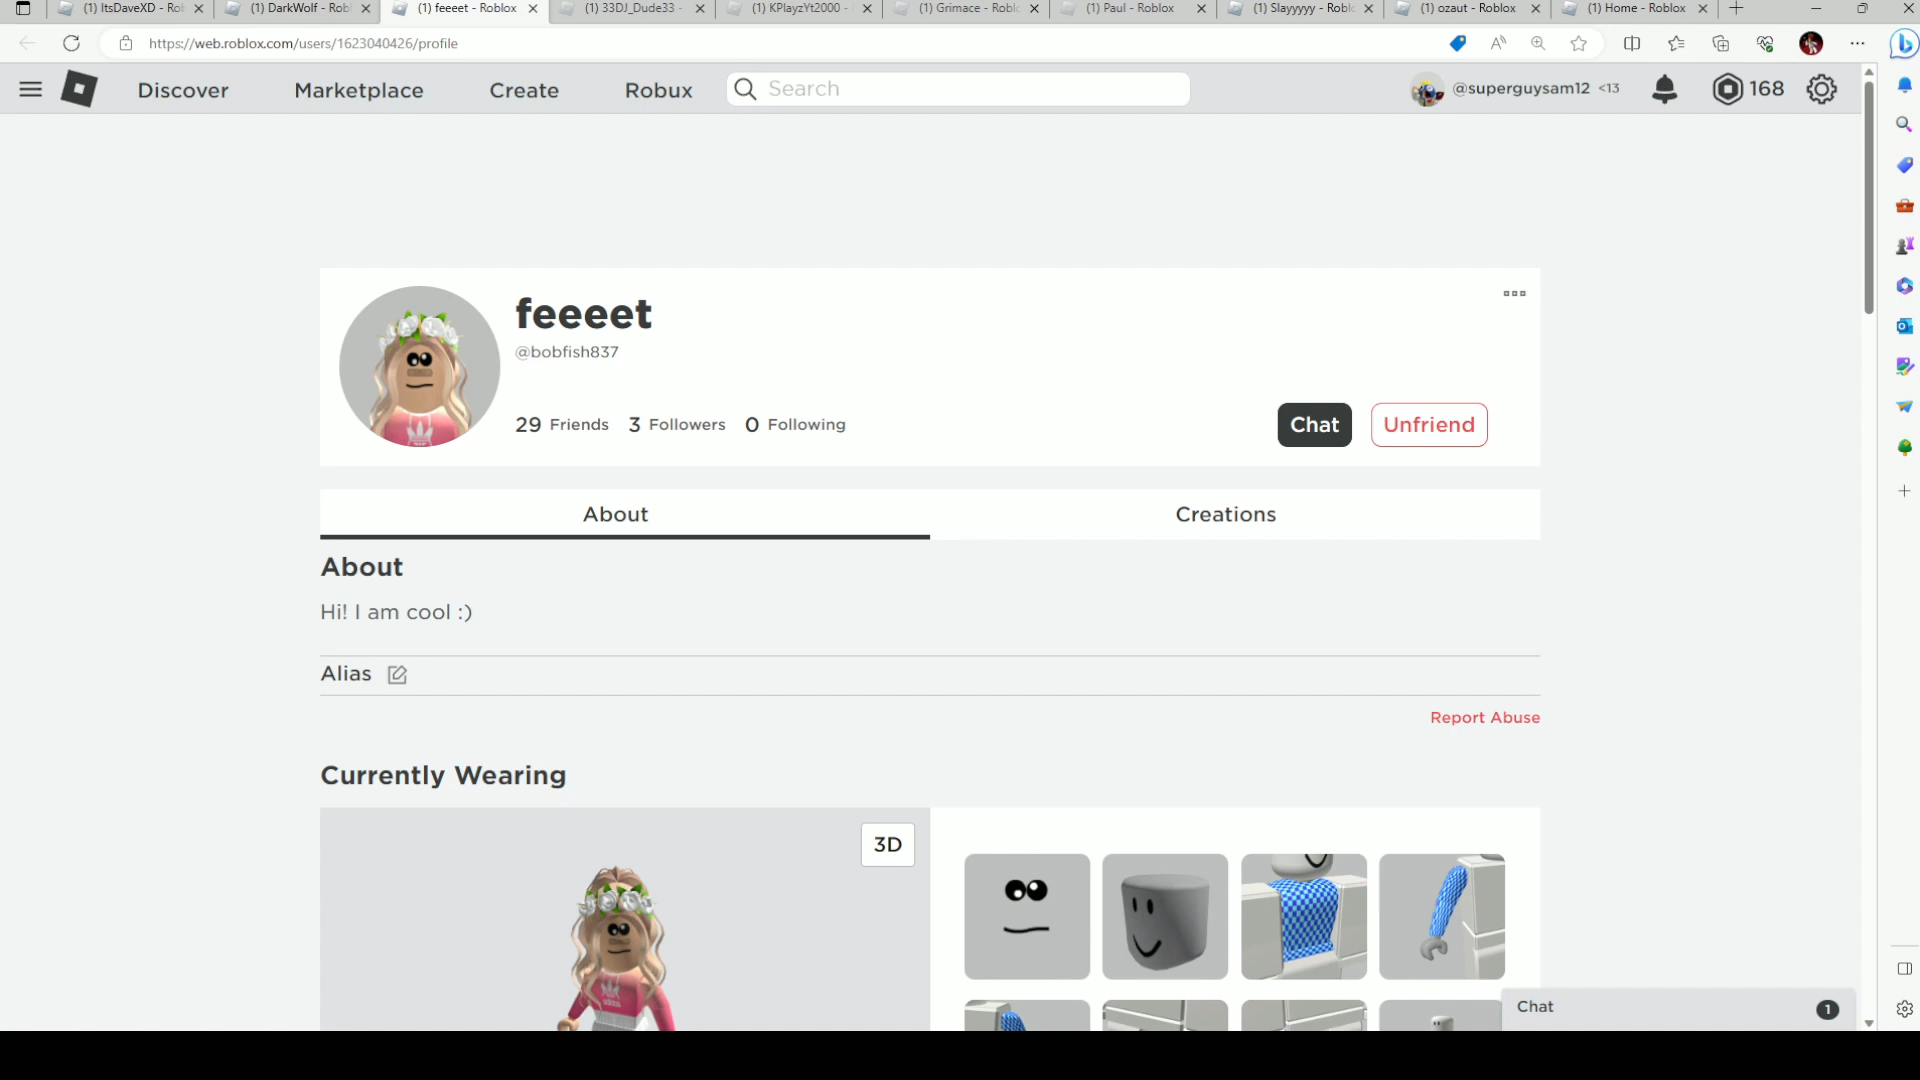 (1) ItsDaveXD - Rob
(1) DarkWolf - Robl
(1) feeeet - Roblox
(1) 33DJ_Dude33 -
(1) KPlayzYt2000 -
(1) Grimace - Roblo
(1) Paul - Roblox
(1) Slayyyyy - Roblo
(1) ozaut - Roblox
(1) Home - Roblox
https://web.roblox.com/users/1623040426/profile
Discover
Marketplace
Create
Robux
Search
@superguysam12 <13
168
feeeet
@bobfish837
29 Friends 3 Followers 0 Following
Chat
Unfriend
About
Creations
About
Hi! I am cool :)
Alias
Report Abuse
Currently Wearing
3D
Chat
1